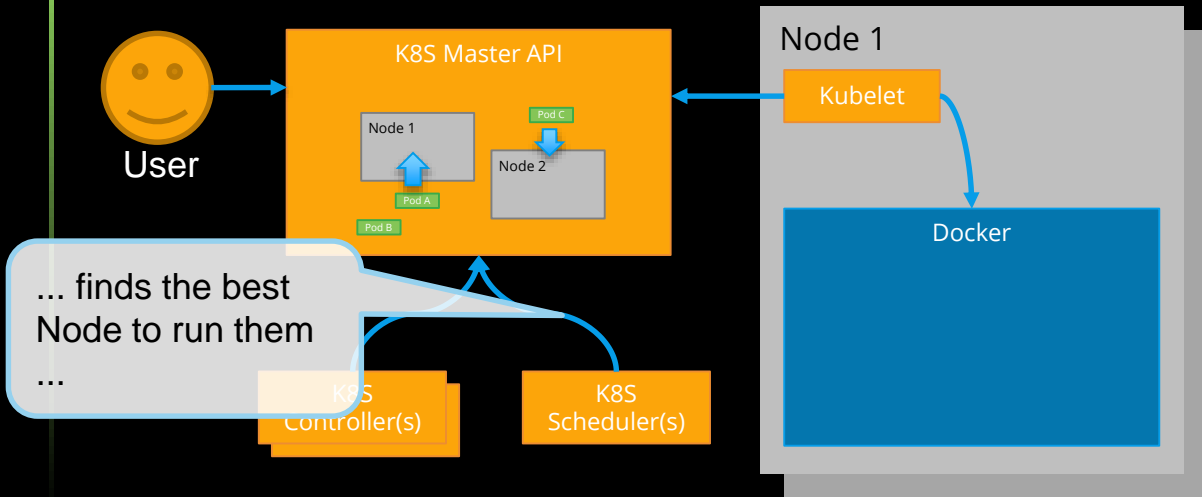 K8S Master API
Node 1
Kubelet
Pod C
Node 1
Node 2
User
Pod A
Pod B
Docker
... finds the best
Node to run them
...
K8S
Controller(s)
K8S
Scheduler(s)